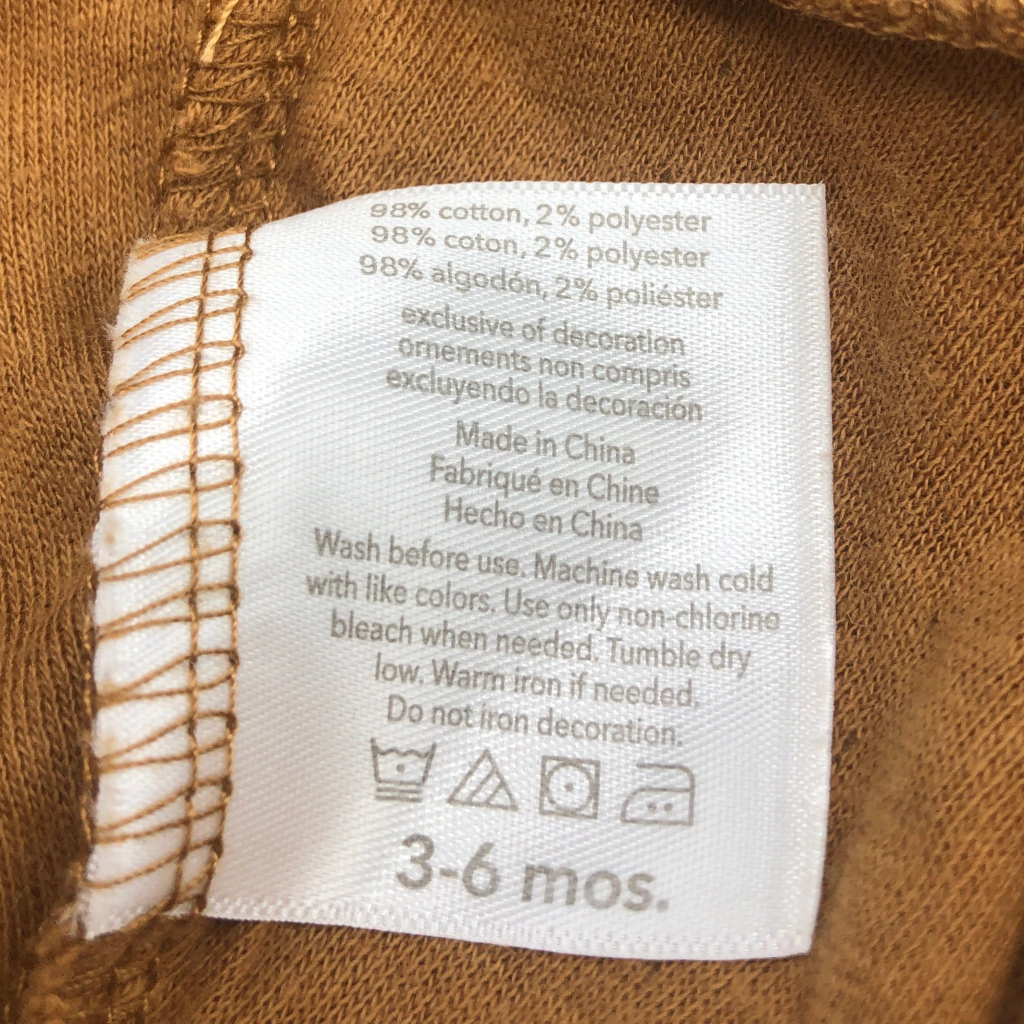 98% cotton, 2% polyester
98% coton, 2% polyester
98% algodón, 2% poliéster
exclusive of decoration
ornements non compris
excluyendo la decoración
Made in China
Fabriqué en Chine
Hecho en China
Wash before use. Machine wash cold
with like colors. Use only non-chlorine
bleach when needed. Tumble dry
low. Warm iron if needed.
Do not iron decoration.
3-6 mos.